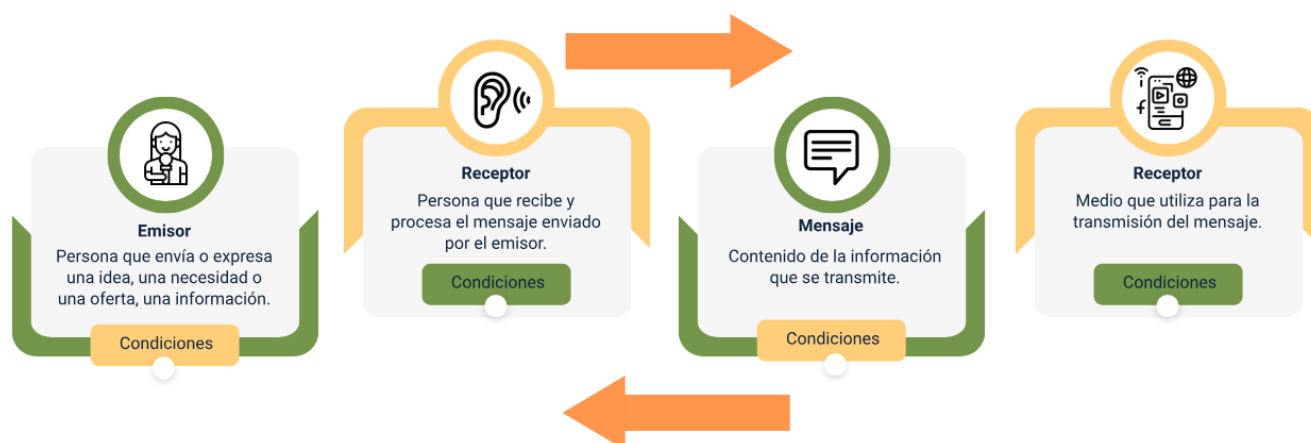 Emisor
Persona que envía o expresa
una idea, una necesidad o
una oferta, una información.
Condiciones
Receptor
Persona que recibe y
procesa el mensaje enviado
por el emisor.
Condiciones
Mensaje
Contenido de la información
que se transmite.
Condiciones
Receptor
Medio que utiliza para la
transmisión del mensaje.
Condiciones